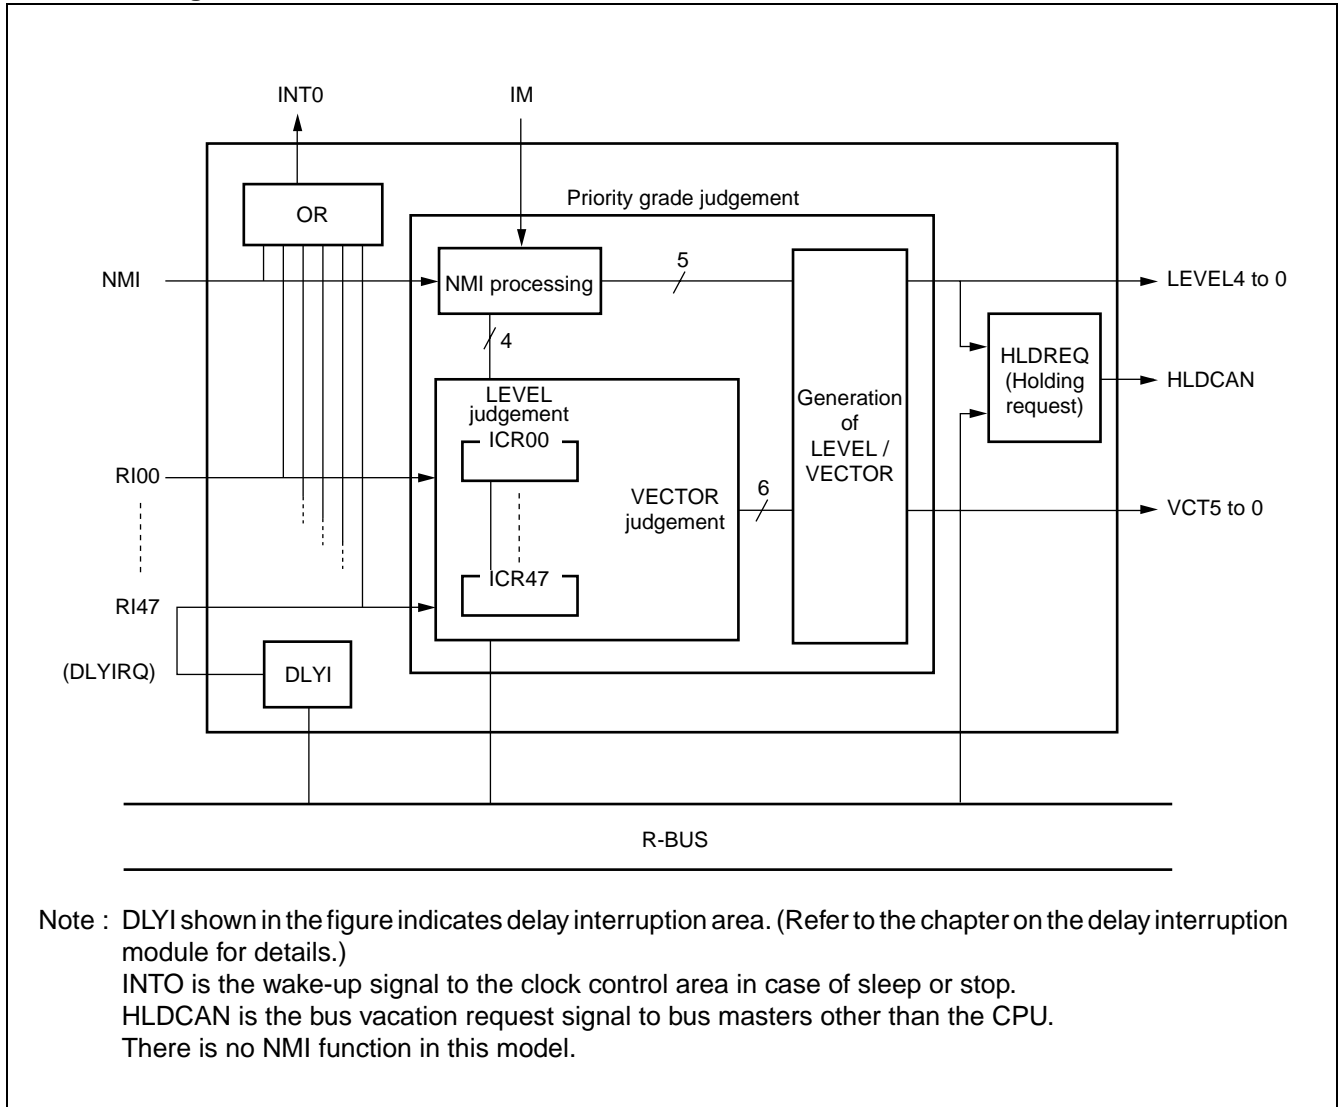 INT0
IM
Priority grade judgement
OR
NMI
NMI processing
5
LEVEL4 to 0
4
HLDREQ
(Holding
request)
HLDCAN
LEVEL
judgement
ICR00
Generation
of
LEVEL /
VECTOR
RI00
VECTOR
judgement
6
VCT5 to 0
ICR47
RI47
(DLYIRQ)
DLYI
R-BUS
Note : DLYI shown in the figure indicates delay interruption area. (Refer to the chapter on the delay interruption
module for details.)
INTO is the wake-up signal to the clock control area in case of sleep or stop.
HLDCAN is the bus vacation request signal to bus masters other than the CPU.
There is no NMI function in this model.